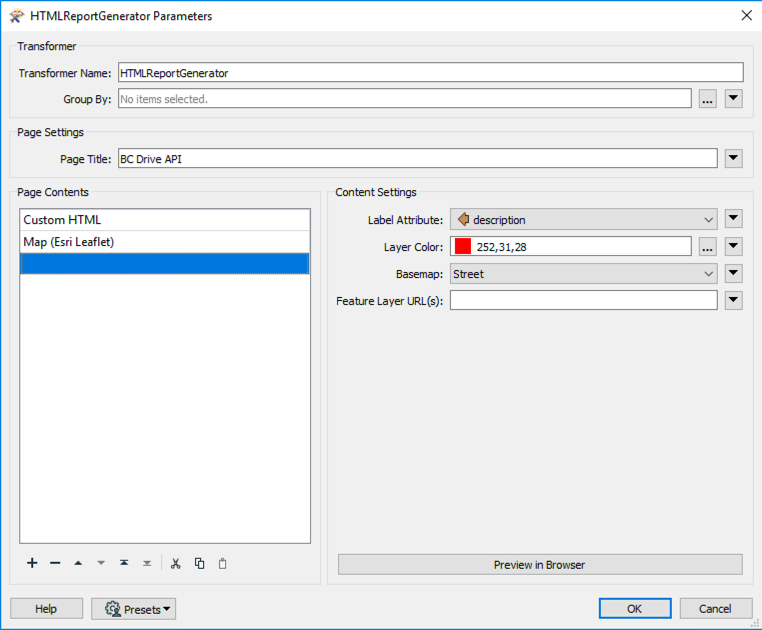 HTMLReportGenerator Parameters
Transformer
Transformer Name: HTMLReportGenerator
Group By: No items selected. ...
Page Settings
Page Title: BC Drive API
Page Contents
Custom HTML
Map (Esri Leaflet)
Content Settings
Label Attribute: description
Layer Color: 252,31,28 ...
Basemap: Street
Feature Layer URL(s):
Preview in Browser
Help
Presets
OK
Cancel